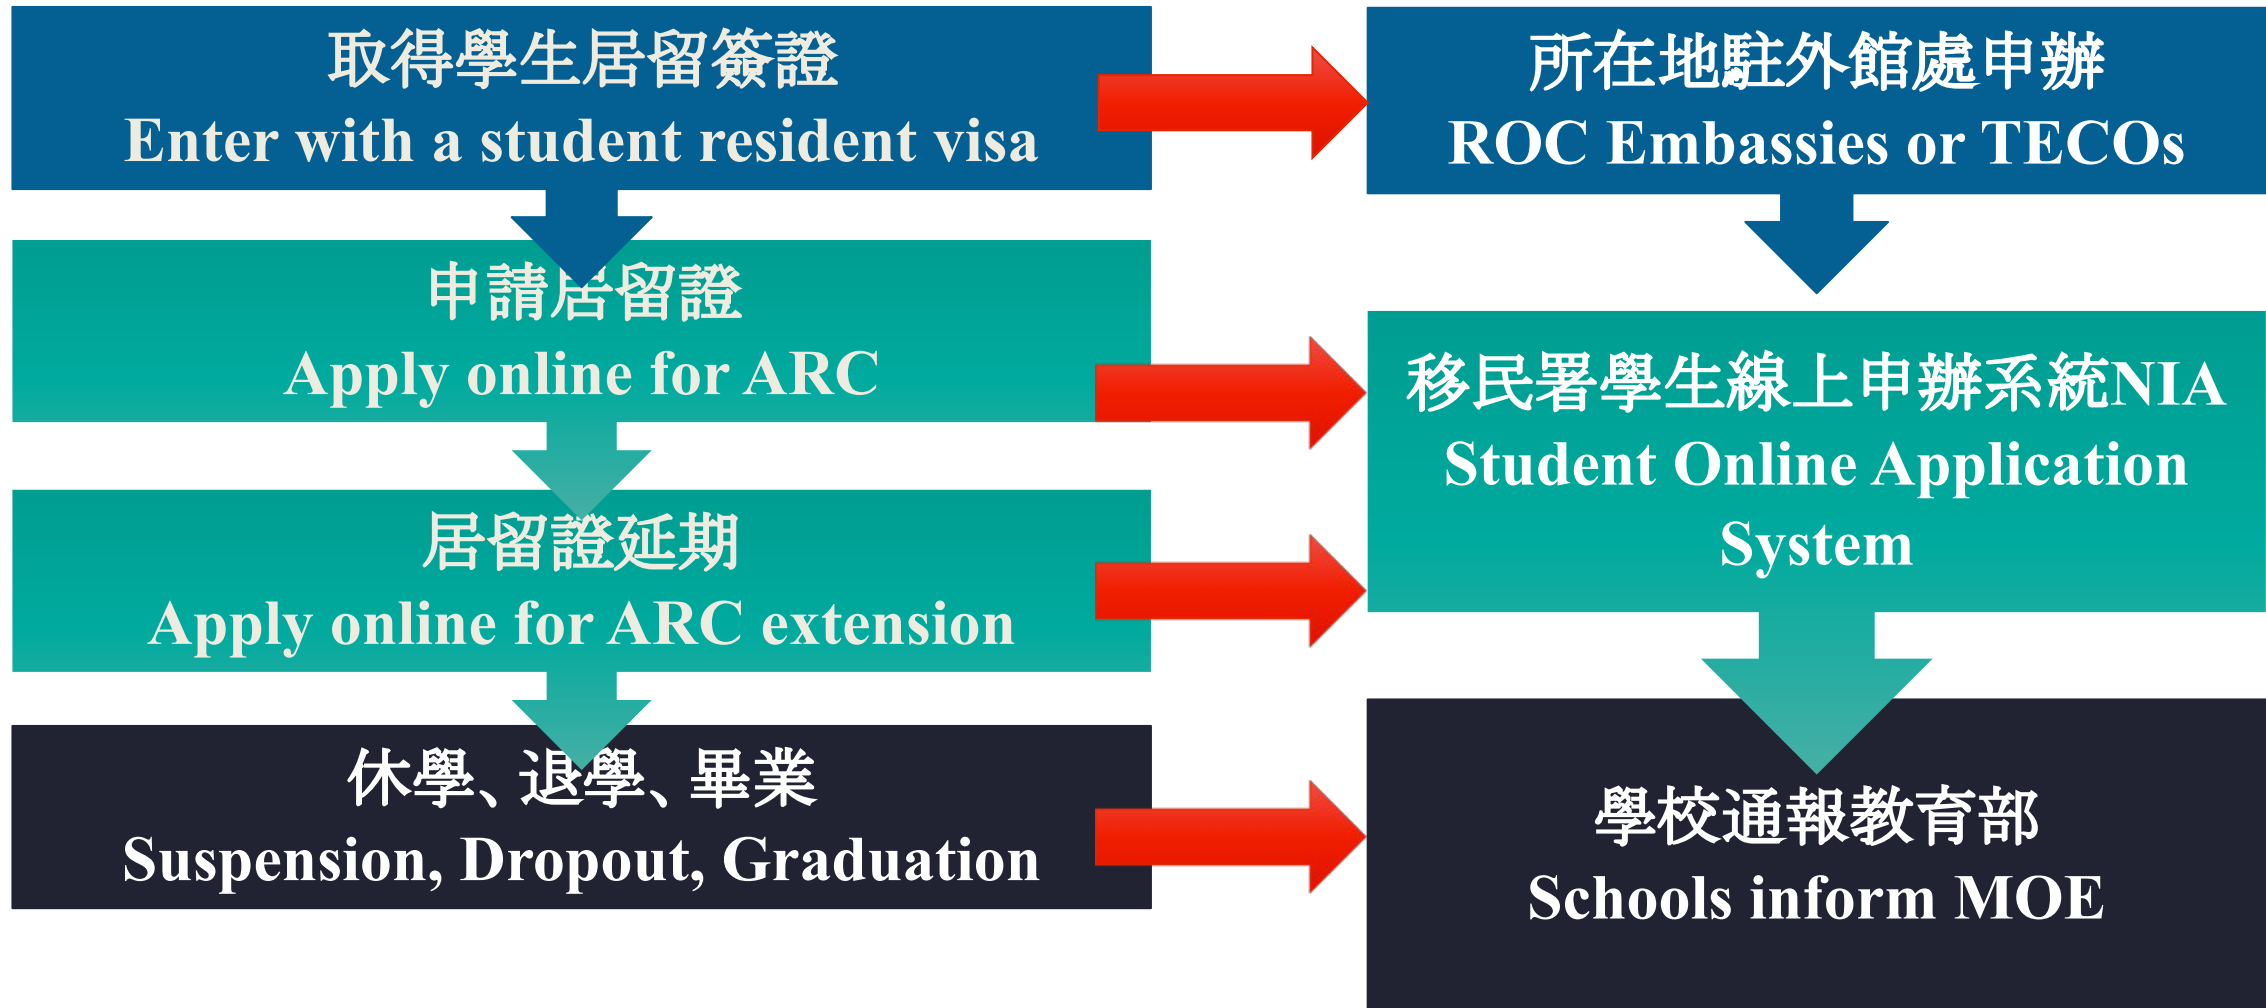 取得學生居留簽證
Enter with a student resident visa
所在地駐外館處申辦
ROC Embassies or TECOs
申請居留證
Apply online for ARC
移民署學生線上申辦系統NIA
Student Online Application
System
居留證延期
Apply online for ARC extension
休學、退學、畢業
Suspension, Dropout, Graduation
學校通報教育部
Schools inform MOE